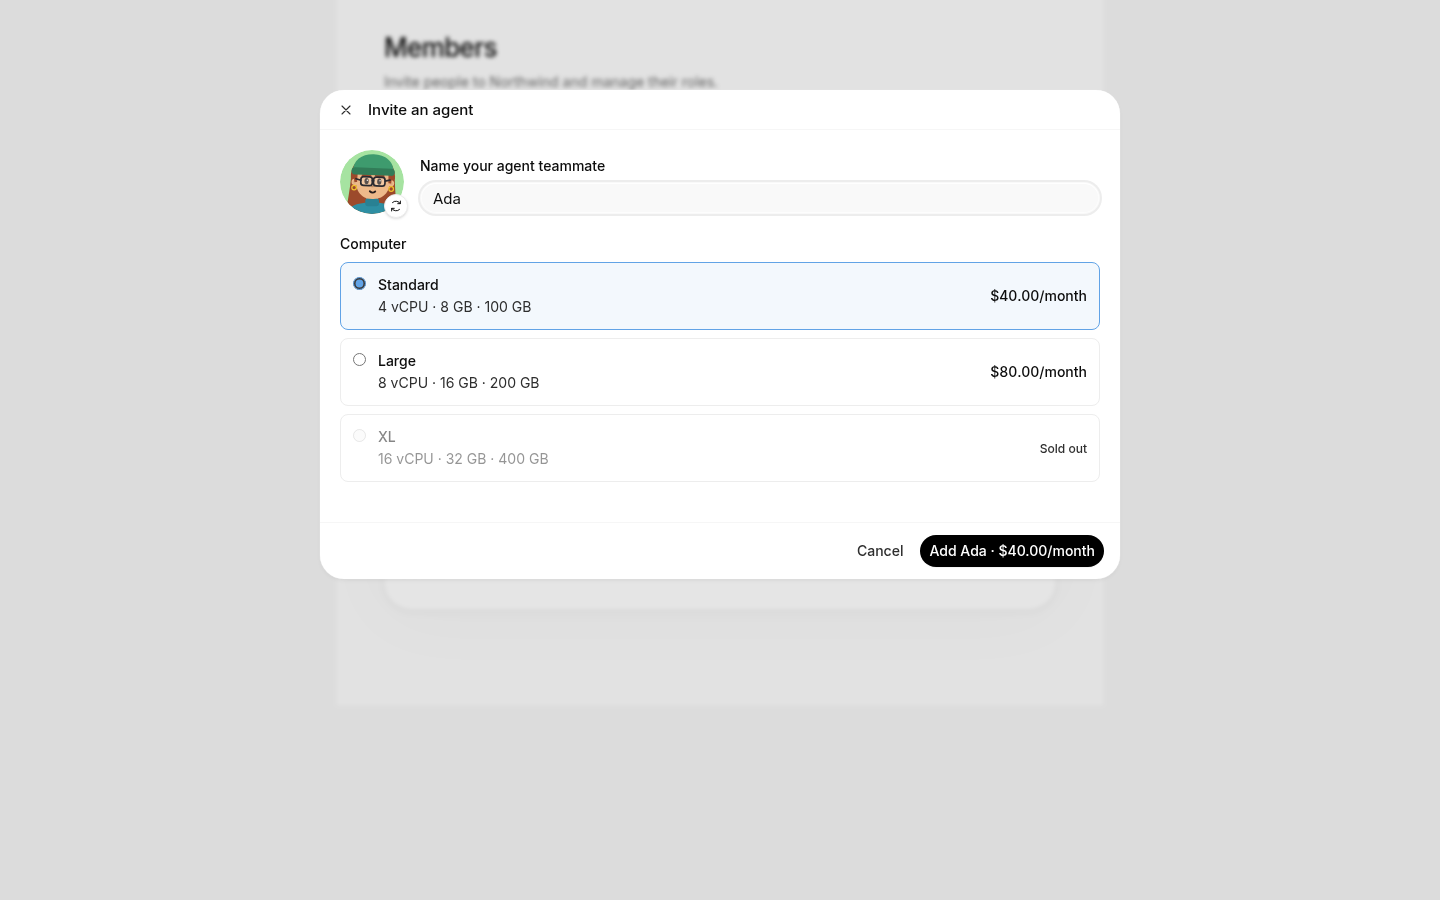 Members
Invite people to Northwind and manage their roles.
Invite an agent
Name your agent teammate
Ada
Computer
Standard
4 vCPU · 8 GB · 100 GB
$40.00/month
Large
8 vCPU · 16 GB · 200 GB
$80.00/month
XL
16 vCPU · 32 GB · 400 GB
Sold out
Cancel
Add Ada · $40.00/month